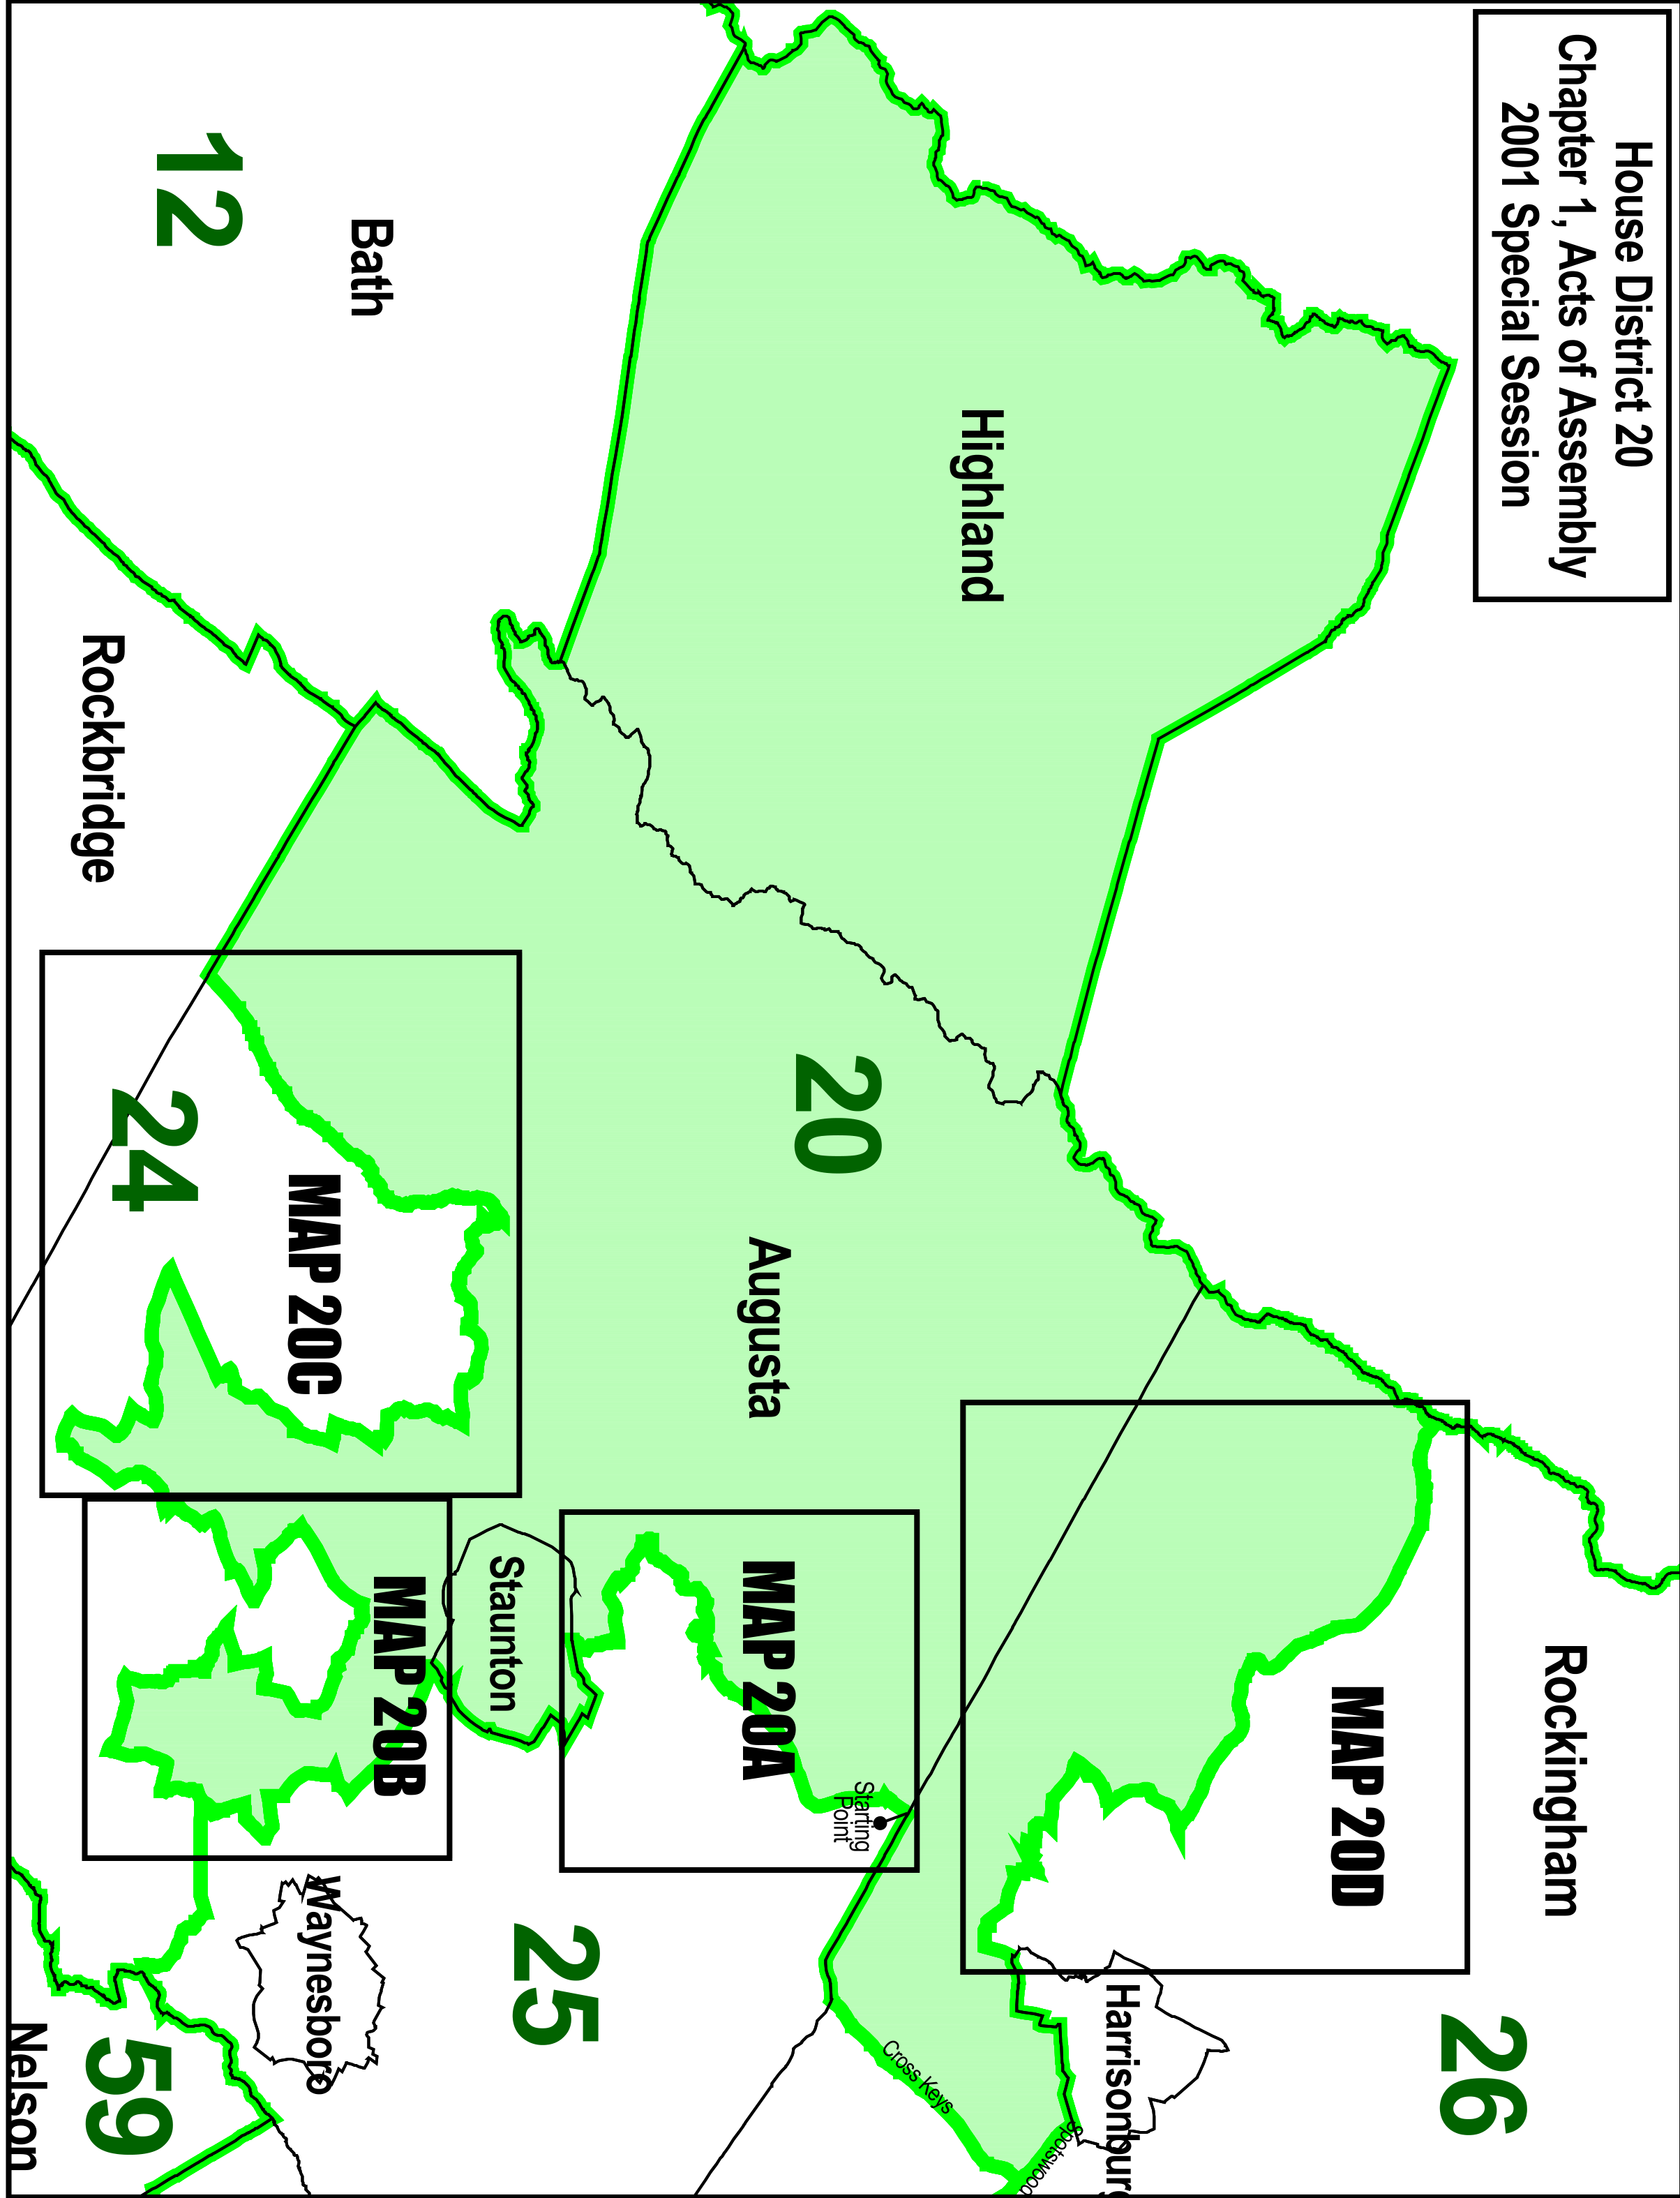 House District 20
Chapter 1, Acts of Assembly
2001 Special Session
Rockingham
26
MAP 20D
Harrisonburg
Spotswood
Highland
Cross Keys
20
Starting
Point
Augusta
MAP 20A
25
Staunton
Bath
MAP 20B
MAP 20C
Waynesboro
12
24
59
Rockbridge
Nelson